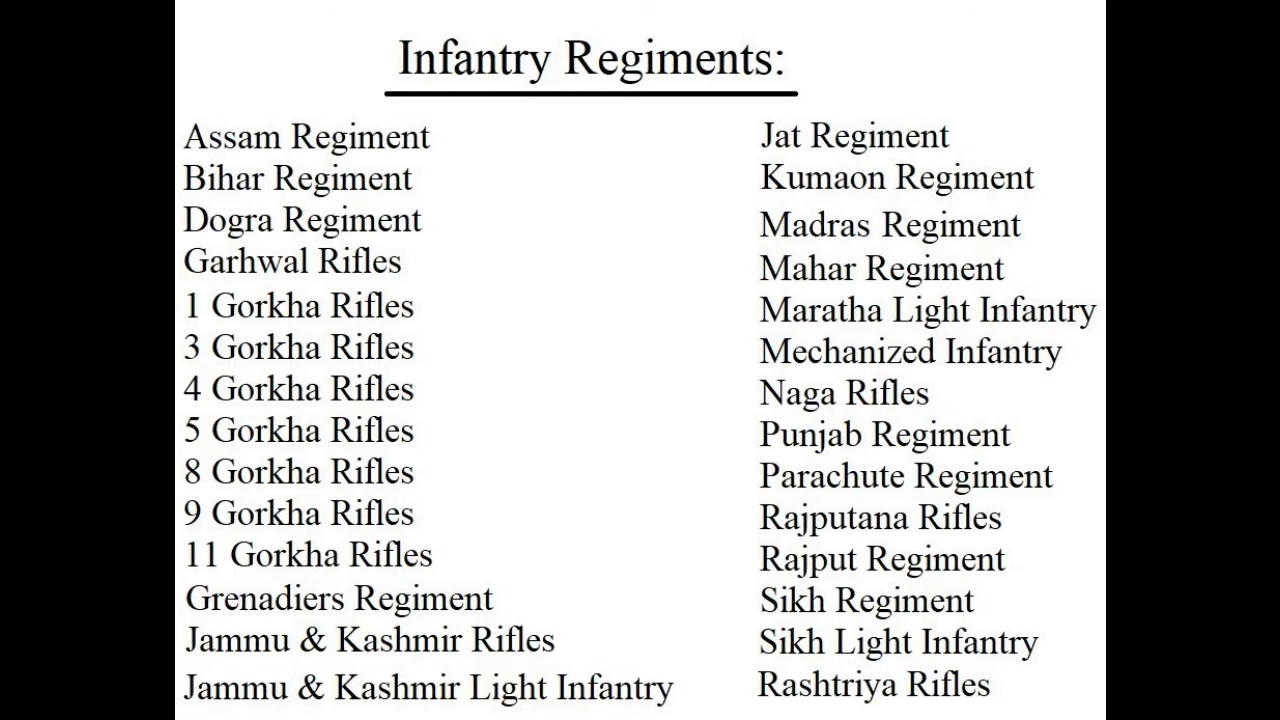 Infantry Regiments:
Assam Regiment
Bihar Regiment
Dogra Regiment
Garhwal Rifles
1 Gorkha Rifles
3 Gorkha Rifles
4 Gorkha Rifles
5 Gorkha Rifles
8 Gorkha Rifles
9 Gorkha Rifles
11 Gorkha Rifles
Grenadiers Regiment
Jammu & Kashmir Rifles
Jammu & Kashmir Light Infantry
Jat Regiment
Kumaon Regiment
Madras Regiment
Mahar Regiment
Maratha Light Infantry
Mechanized Infantry
Naga Rifles
Punjab Regiment
Parachute Regiment
Rajputana Rifles
Rajput Regiment
Sikh Regiment
Sikh Light Infantry
Rashtriya Rifles